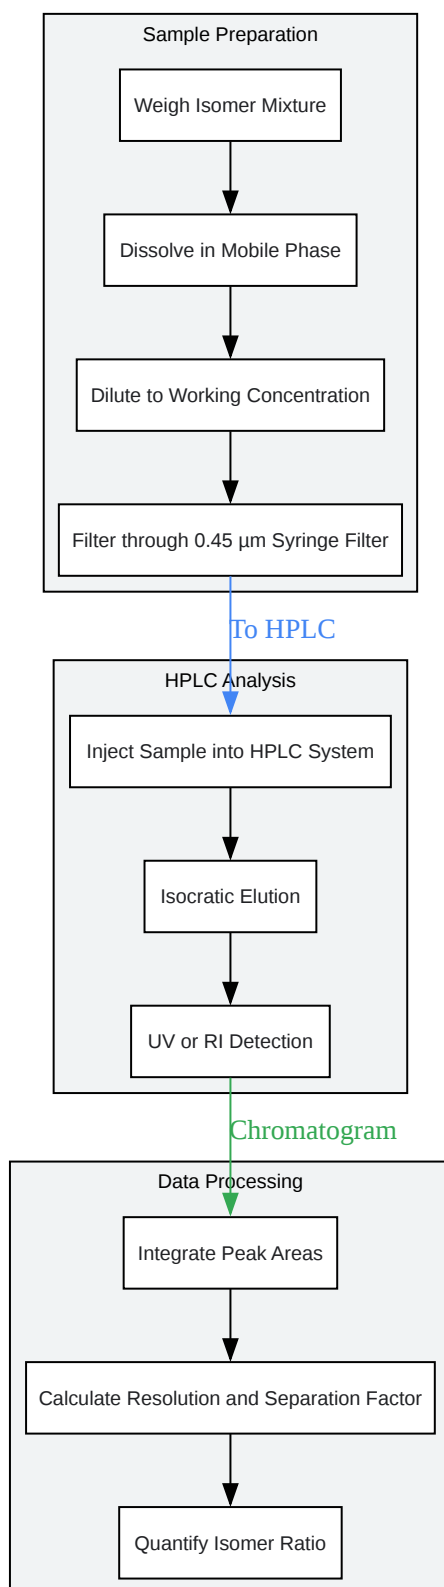 Sample Preparation
Weigh Isomer Mixture
Dissolve in Mobile Phase
Dilute to Working Concentration
Filter through 0.45 µm Syringe Filter
To HPLC
HPLC Analysis
Inject Sample into HPLC System
Isocratic Elution
UV or RI Detection
Chromatogram
Data Processing
Integrate Peak Areas
Calculate Resolution and Separation Factor
Quantify Isomer Ratio